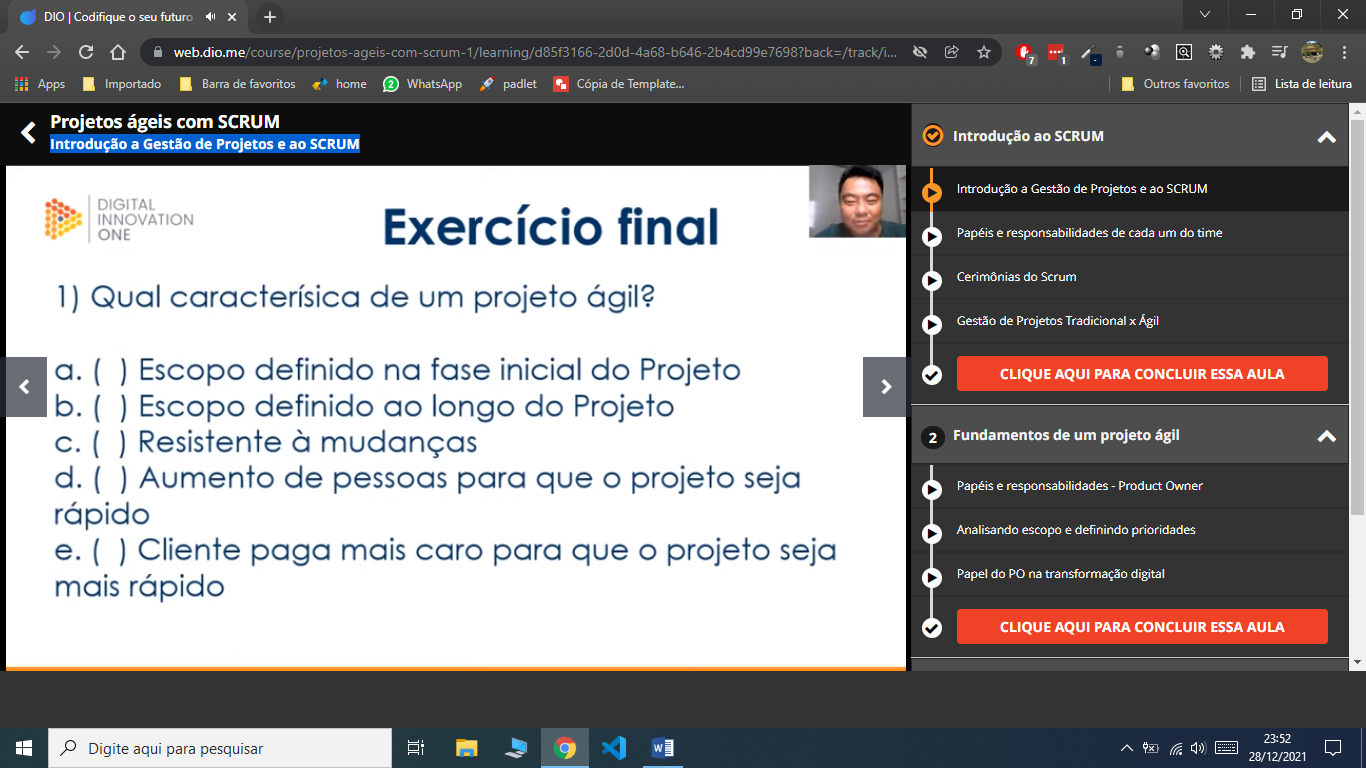 DIO | Codifique o seu futuro
web.dio.me/course/projetos-ageis-com-scrum-1/learning/d85f3166-2d0d-4a68-b646-2b4cd99e7698?back=/track/i...
7
1
Apps
Importado
Barra de favoritos
home
2
WhatsApp
padlet
Cópia de Template...
Outros favoritos
Lista de leitura
Projetos ágeis com SCRUM
Introdução a Gestão de Projetos e ao SCRUM
DIGITAL
INNOVATION
ONE
Exercício final
1) Qual caracterísica de um projeto ágil?
a. ( ) Escopo definido na fase inicial do Projeto
b. ( ) Escopo definido ao longo do Projeto
c. ( ) Resistente à mudanças
d. ( ) Aumento de pessoas para que o projeto seja
rápido
e. ( ) Cliente paga mais caro para que o projeto seja
mais rápido
Introdução ao SCRUM
Introdução a Gestão de Projetos e ao SCRUM
Papéis e responsabilidades de cada um do time
Cerimônias do Scrum
Gestão de Projetos Tradicional x Ágil
CLIQUE AQUI PARA CONCLUIR ESSA AULA
2
Fundamentos de um projeto ágil
Papéis e responsabilidades - Product Owner
Analisando escopo e definindo prioridades
Papel do PO na transformação digital
CLIQUE AQUI PARA CONCLUIR ESSA AULA
Digite aqui para pesquisar
23:52
28/12/2021